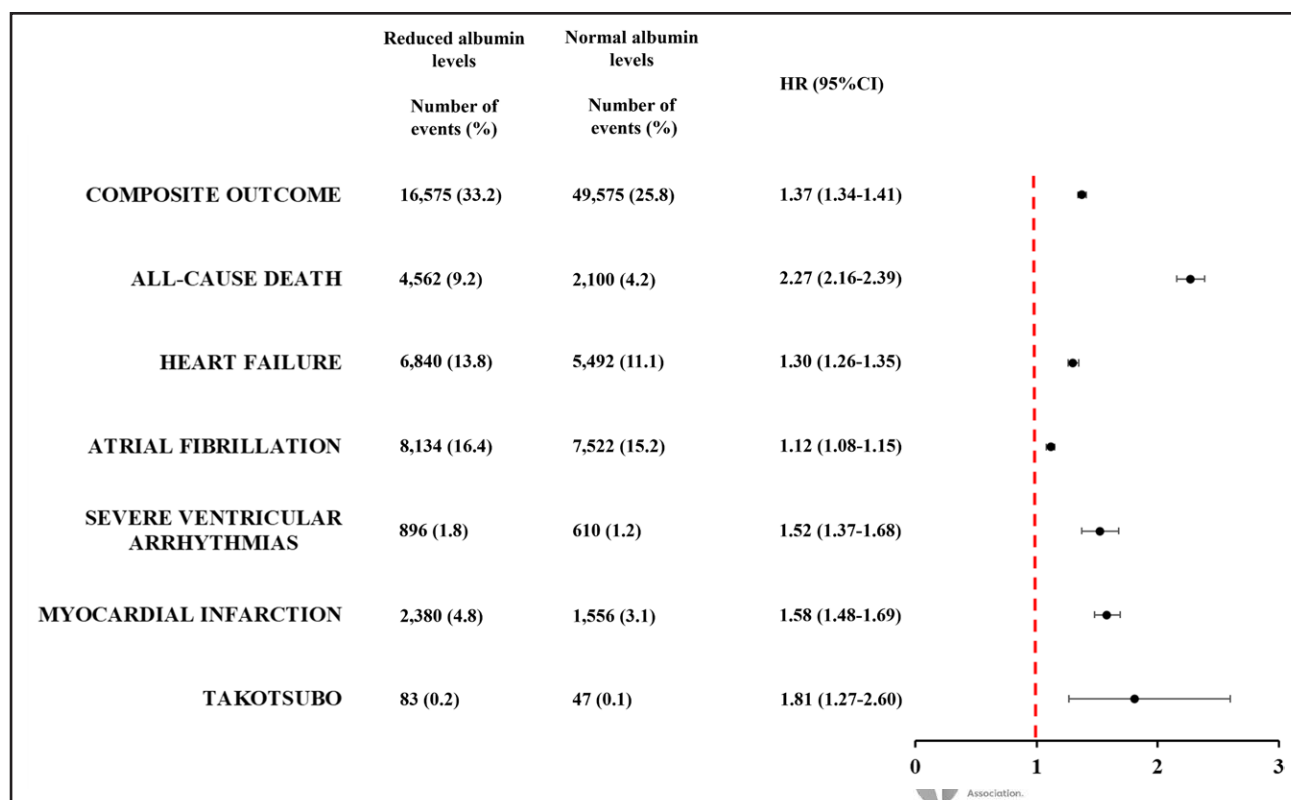 Reduced albumin levels
Normal albumin levels
HR (95%CI)
Number of events (%)
Number of events (%)
COMPOSITE OUTCOME 16,575 (33.2) 49,575 (25.8) 1.37 (1.34-1.41)
ALL-CAUSE DEATH 4,562 (9.2) 2,100 (4.2) 2.27 (2.16-2.39)
HEART FAILURE 6,840 (13.8) 5,492 (11.1) 1.30 (1.26-1.35)
ATRIAL FIBRILLATION 8,134 (16.4) 7,522 (15.2) 1.12 (1.08-1.15)
SEVERE VENTRICULAR
ARRHYTHMIAS 896 (1.8) 610 (1.2) 1.52 (1.37-1.68)
MYOCARDIAL INFARCTION 2,380 (4.8) 1,556 (3.1) 1.58 (1.48-1.69)
TAKOTSUBO 83 (0.2) 47 (0.1) 1.81 (1.27-2.60)
0 1 2 3
Association.